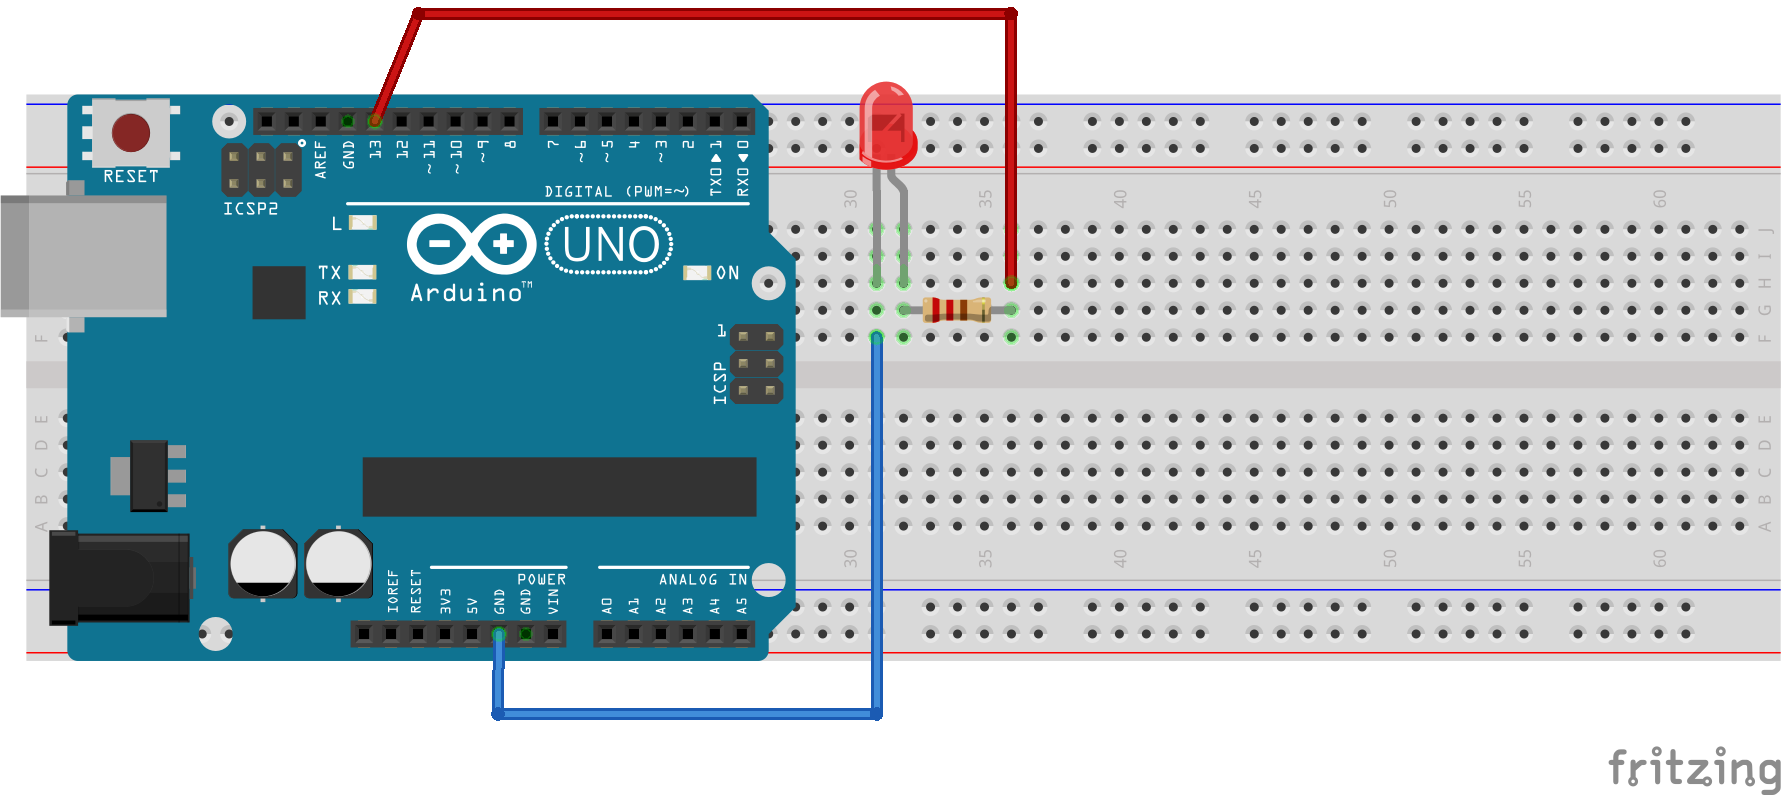 RESET
ICSP2
AREF
GND
13
12
~11
~10
~9
8
7
~6
~5
4
~3
2
TX0▶1
RX0◀0
DIGITAL (PWM=~)
L
TX
RX
UNO
Arduino™
ON
1
ICSP
IOREF
RESET
3V3
5V
GND
GND
VIN
POWER
ANALOG IN
A0
A1
A2
A3
A4
A5
30 35 40 45 50 55 60
J
I
H
F G
F
E E
D D
C C
B B
A A
30 35 40 45 50 55 60
fritzing